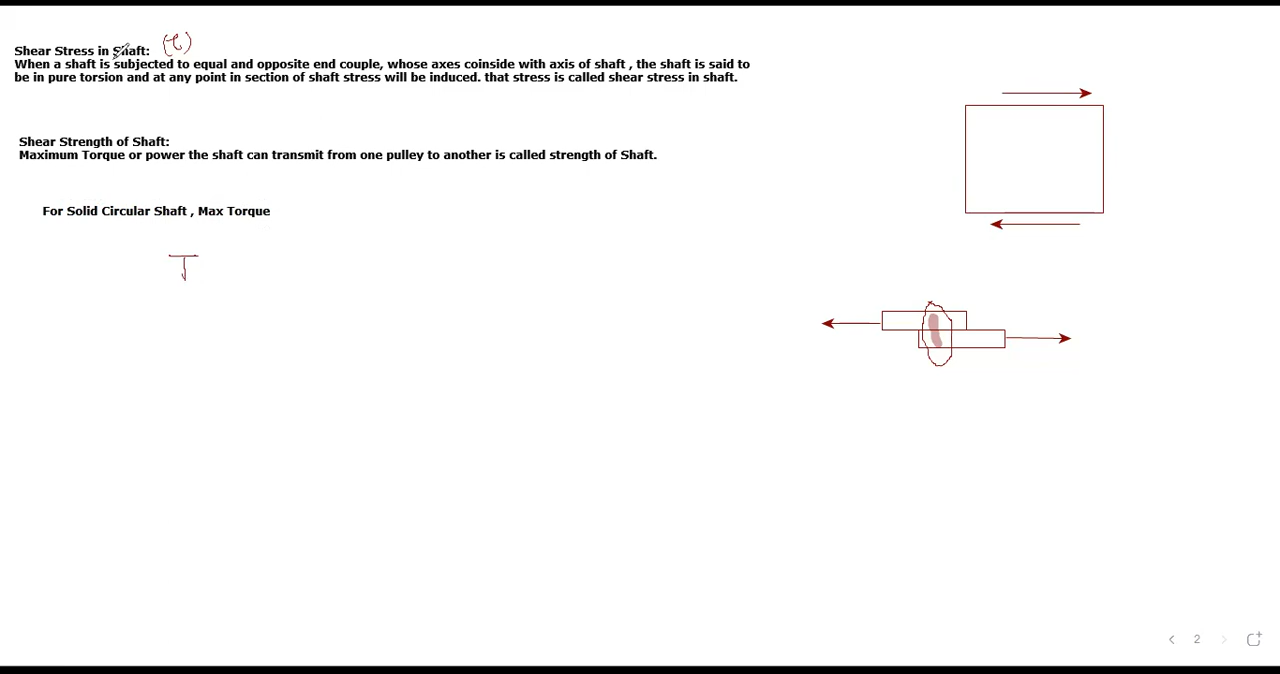 Shear Stress in Shaft: (τ)
When a shaft is subjected to equal and opposite end couple, whose axes coinside with axis of shaft , the shaft is said to
be in pure torsion and at any point in section of shaft stress will be induced. that stress is called shear stress in shaft.
Shear Strength of Shaft:
Maximum Torque or power the shaft can transmit from one pulley to another is called strength of Shaft.
For Solid Circular Shaft , Max Torque
T
2